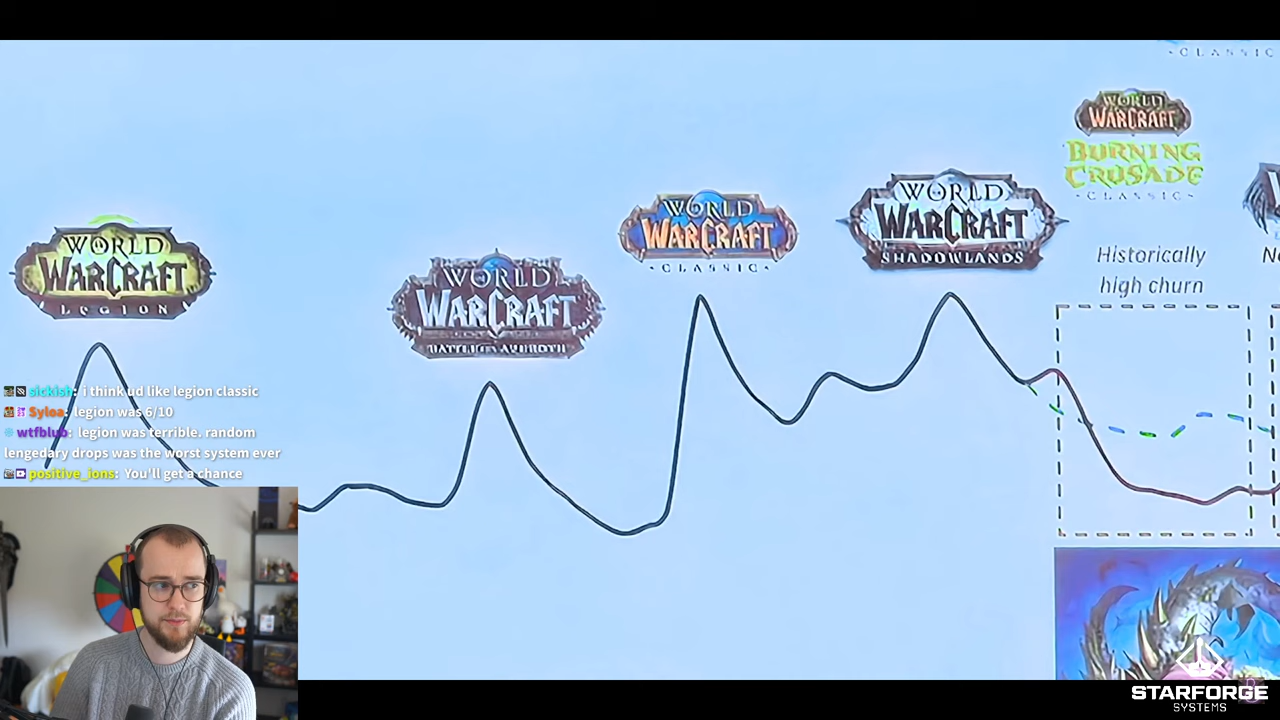 CLASSIC
WORLD
WARCRAFT
BURNING
CRUSADE
CLASSIC
WORLD
WARCRAFT
LEGION
WORLD
WARCRAFT
BATTLE FOR AZEROTH
WORLD
WARCRAFT
CLASSIC
WORLD
WARCRAFT
SHADOWLANDS
Historically
high churn
sickish: i think ud like legion classic
Syloa: legion was 6/10
wtfblub: legion was terrible. random
lengedary drops was the worst system ever
positive_ions: You'll get a chance
STARFORGE
SYSTEMS